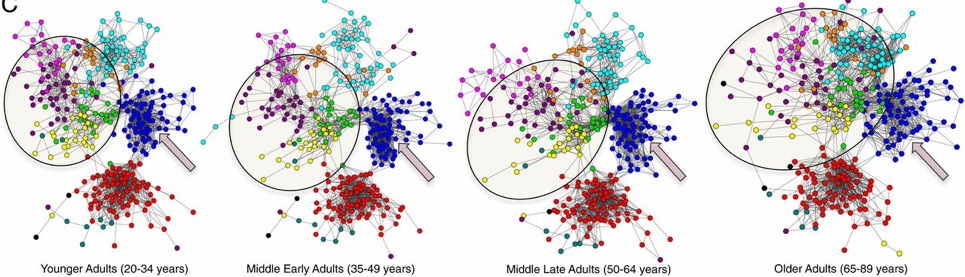 C
Younger Adults (20-34 years)
Middle Early Adults (35-49 years)
Middle Late Adults (50-64 years)
Older Adults (65-89 years)